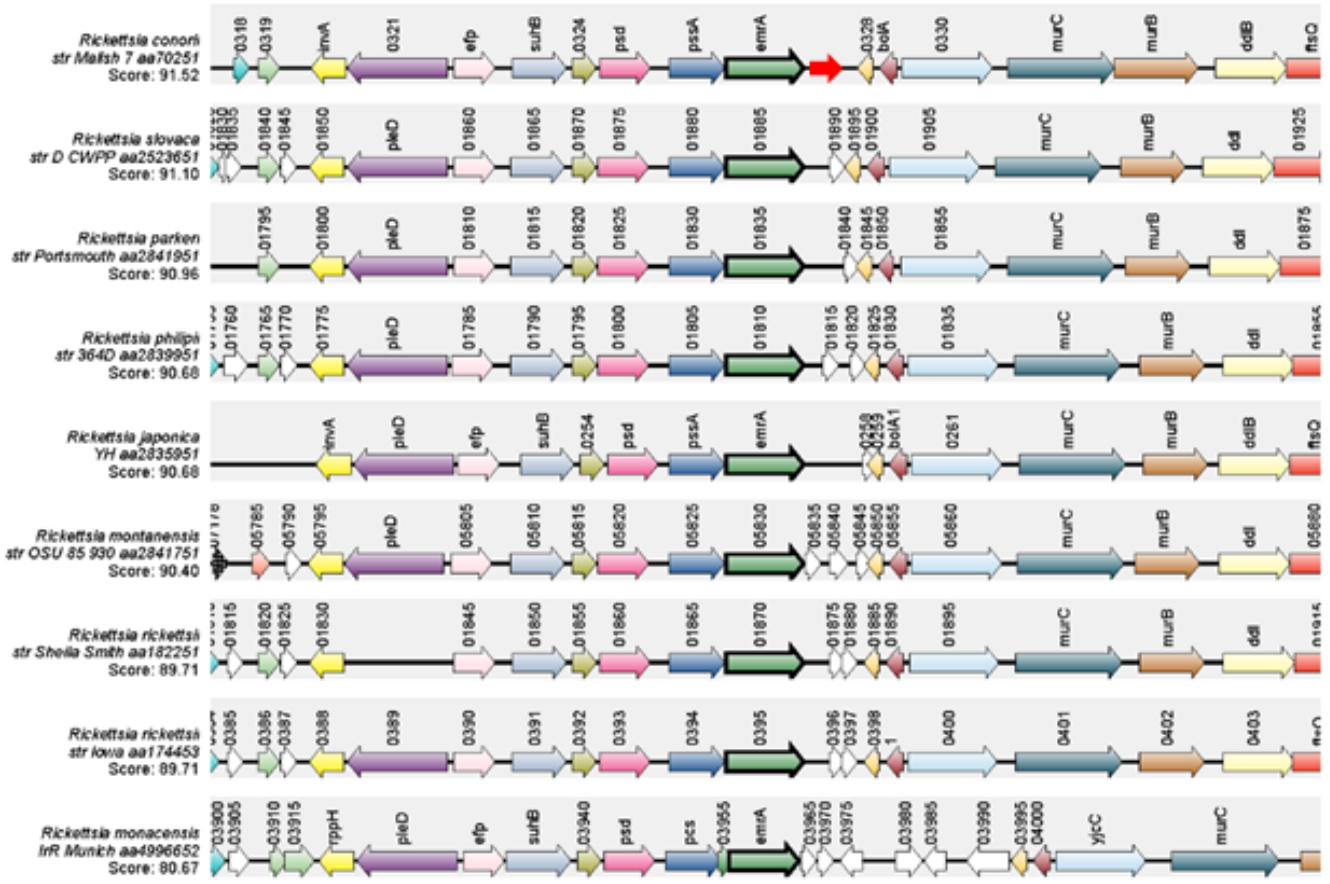 0318 0319 invA 0321 efp suhB 0324 psd pssA emrA 0328 bolA 0330 murC murB ddlB ftsQ
Rickettsia conorii
str Malish 7 aa70251
Score: 91.52
01835 01840 01845 01850 pleD 01860 01865 01870 01875 01880 01885 01890 01895 01900 01905 murC murB ddl 01925
Rickettsia slovaca
str D CWPP aa2523651
Score: 91.10
01795 01800 pleD 01810 01815 01820 01825 01830 01835 01840 01845 01850 01855 murC murB ddl 01875
Rickettsia parkeri
str Portsmouth aa2841951
Score: 90.96
01760 01765 01770 01775 pleD 01785 01790 01795 01800 01805 01810 01815 01820 01825 01830 01835 murC murB ddl
Rickettsia philipii
str 364D aa2839951
Score: 90.68
invA pleD efp suhB 0254 psd pssA emrA 0258 0259 bolA1 0261 murC murB ddlB ftsQ
Rickettsia japonica
YH aa2835951
Score: 90.68
05785 05790 05795 pleD 05805 05810 05815 05820 05825 05830 05835 05840 05845 05850 05855 05860 murC murB ddl 05880
Rickettsia montanensis
str OSU 85 930 aa2841751
Score: 90.40
01815 01820 01825 01830 01845 01850 01855 01860 01865 01870 01875 01880 01885 01890 01895 murC murB ddl
Rickettsia rickettsii
str Sheila Smith aa182251
Score: 89.71
0385 0386 0387 0388 0389 0390 0391 0392 0393 0394 0395 0396 0397 0398 1 0400 0401 0402 0403
Rickettsia rickettsii
str Iowa aa174453
Score: 89.71
03900 03905 03910 03915 rppH pleD efp suhB 03940 psd pcs 03955 emrA 03965 03970 03975 03980 03985 03990 03995 04000 yjcC murC
Rickettsia monacensis
IrR Munich aa4996652
Score: 80.67